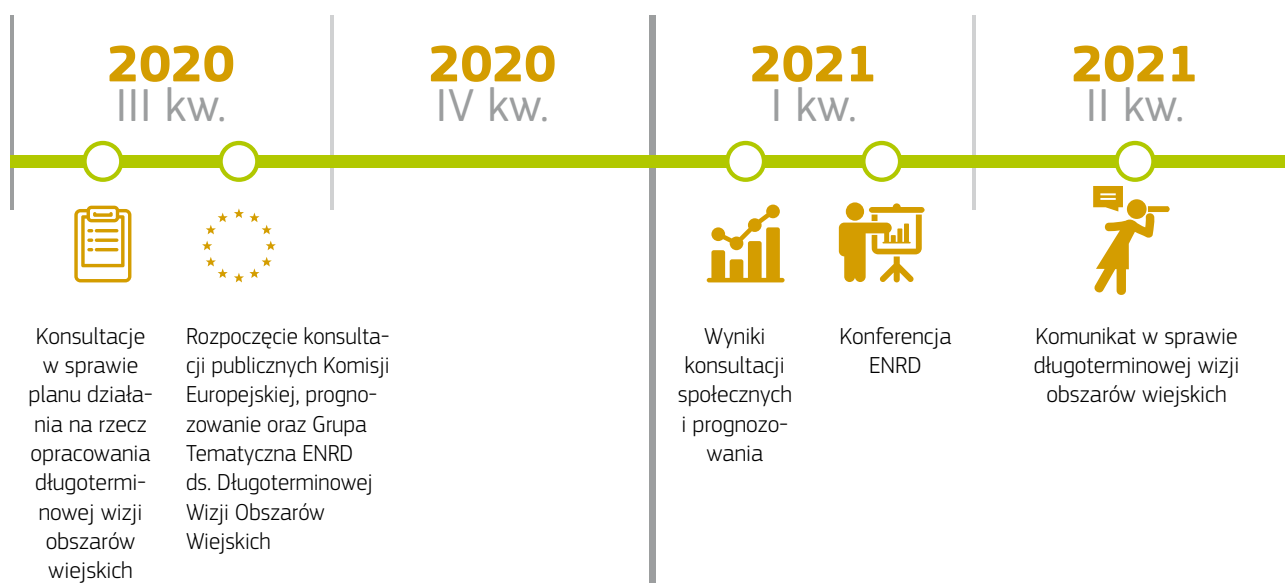 2020
III kw.
2020
IV kw.
2021
I kw.
2021
II kw.
Konsultacje
w sprawie
planu działa-
nia na rzecz
opracowania
długotermi-
nowej wizji
obszarów
wiejskich
Rozpoczęcie konsulta-
cji publicznych Komisji
Europejskiej, progno-
zowanie oraz Grupa
Tematyczna ENRD
ds. Długoterminowej
Wizji Obszarów
Wiejskich
Wyniki
konsultacji
społecznych
i prognozo-
wania
Konferencja
ENRD
Komunikat w sprawie
długoterminowej wizji
obszarów wiejskich